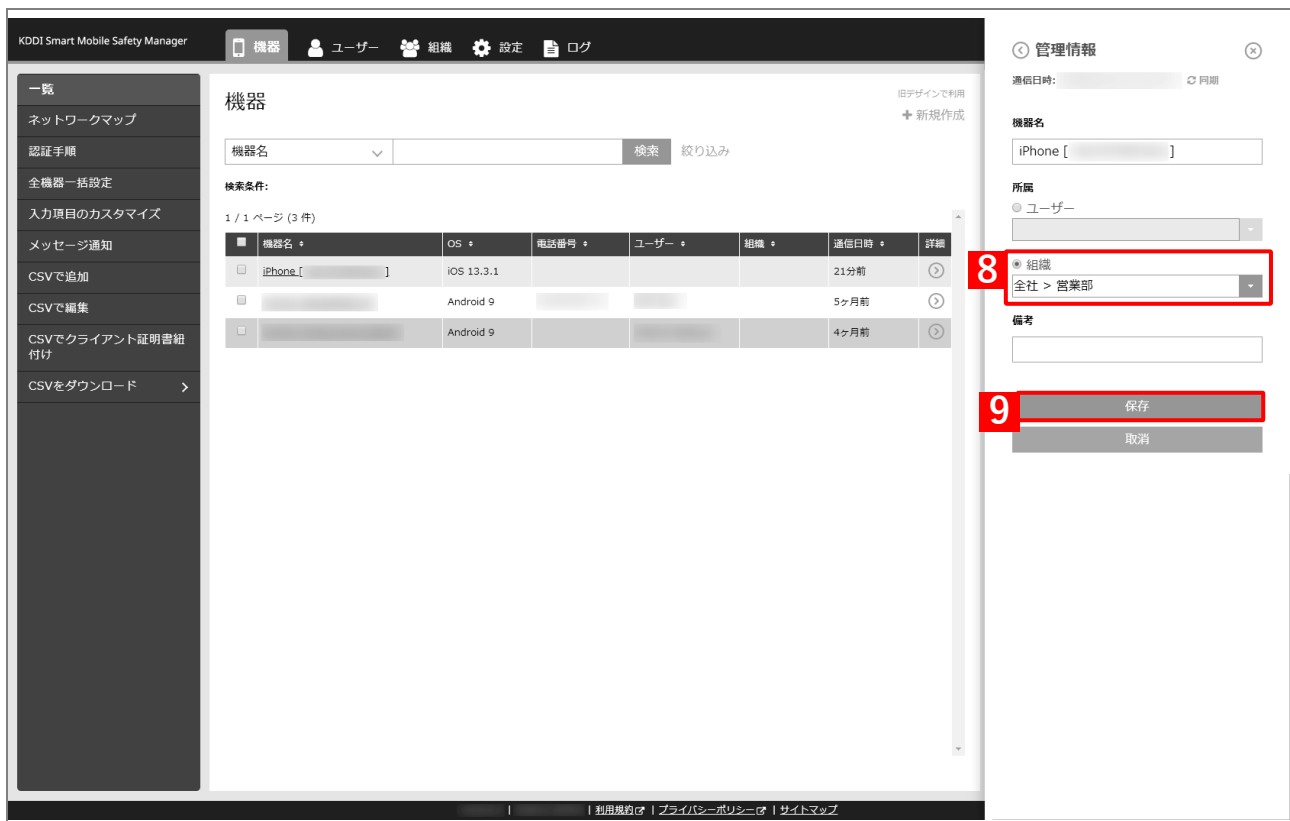 KDDI Smart Mobile Safety Manager
機器
ユーザー
組織
設定
ログ
一覧
ネットワークマップ
認証手順
全機器一括設定
入力項目のカスタマイズ
メッセージ通知
CSVで追加
CSVで編集
CSVでクライアント証明書紐
付け
CSVをダウンロード
機器
旧デザインで利用
+ 新規作成
機器名
検索
絞り込み
検索条件:
1 / 1 ページ (3 件)
機器名 OS 電話番号 ユーザー 組織 通信日時 詳細
iPhone [ ] iOS 13.3.1 21分前
Android 9 5ヶ月前
Android 9 4ヶ月前
管理情報
通信日時: 同期
機器名
iPhone [ ]
所属
ユーザー
8
組織
全社 > 営業部
備考
9
保存
取消
| | 利用規約 | プライバシーポリシー | サイトマップ